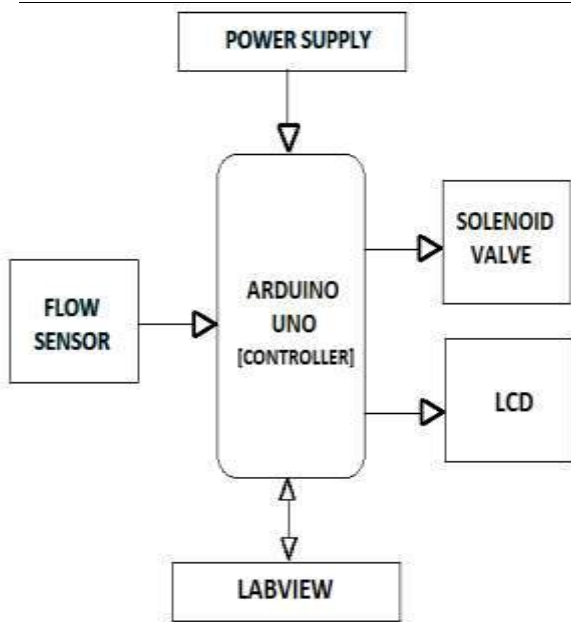 POWER SUPPLY
SOLENOID
VALVE
FLOW
SENSOR
ARDUINO
UNO
[CONTROLLER]
LCD
LABVIEW